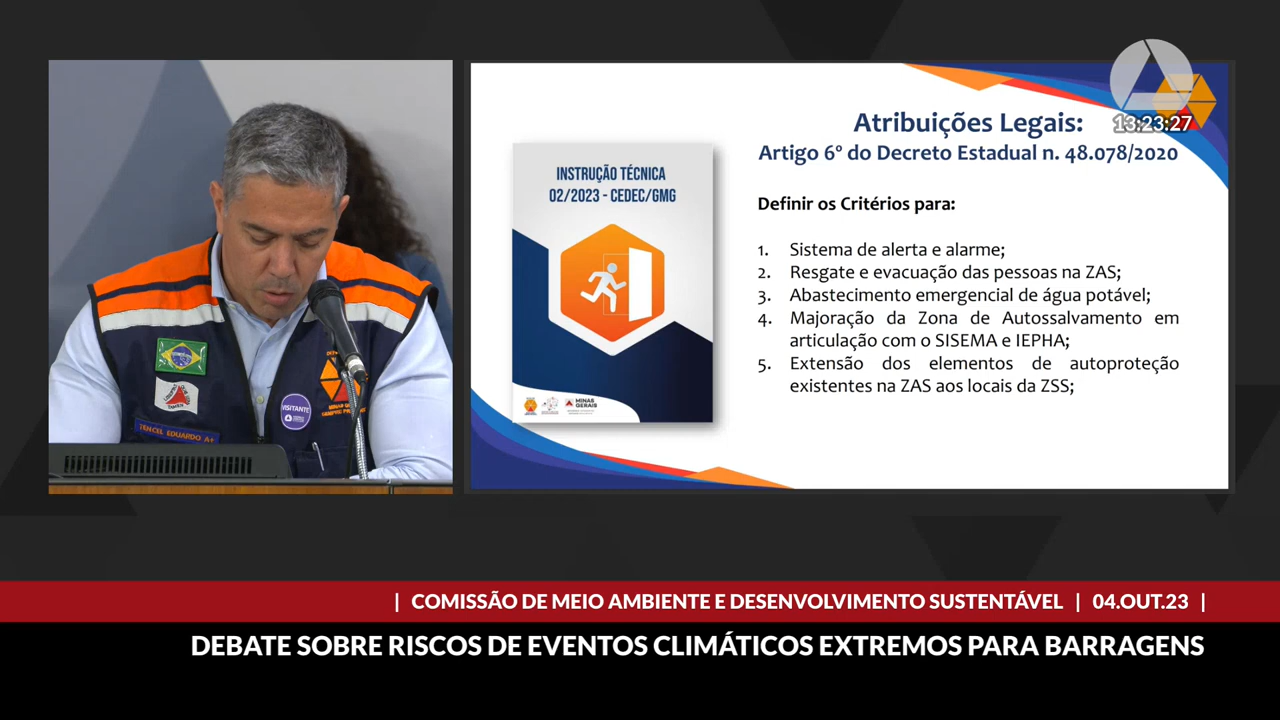 13:23:27
Atribuições Legais:
Artigo 6º do Decreto Estadual n. 48.078/2020
INSTRUÇÃO TÉCNICA
02/2023 - CEDEC/GMG
Definir os Critérios para:
1. Sistema de alerta e alarme;
2. Resgate e evacuação das pessoas na ZAS;
3. Abastecimento emergencial de água potável;
4. Majoração da Zona de Autossalvamento em
articulação com o SISEMA e IEPHA;
5. Extensão dos elementos de autoproteção
existentes na ZAS aos locais da ZSS;
MINAS
GERAIS
VISITANTE
TENCEL EDUARDO A+
| COMISSÃO DE MEIO AMBIENTE E DESENVOLVIMENTO SUSTENTÁVEL | 04.OUT.23 |
DEBATE SOBRE RISCOS DE EVENTOS CLIMÁTICOS EXTREMOS PARA BARRAGENS